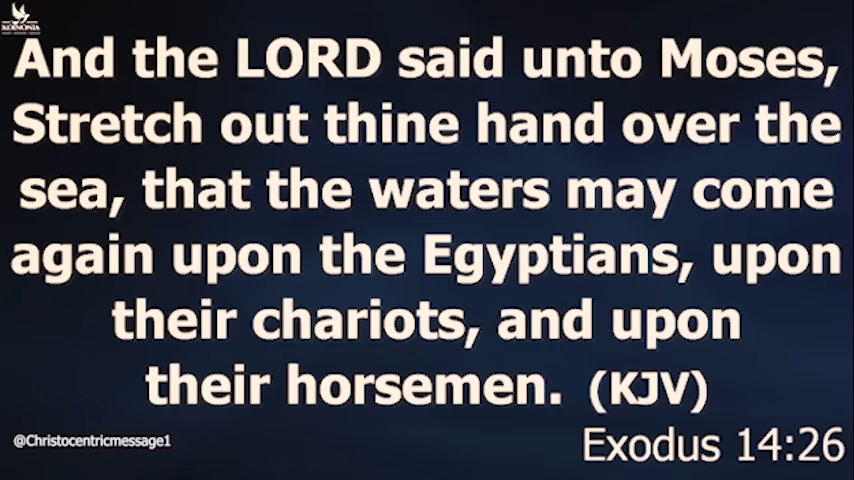 KOINONIA
And the LORD said unto Moses,
Stretch out thine hand over the
sea, that the waters may come
again upon the Egyptians, upon
their chariots, and upon
their horsemen. (KJV)
@Christocentricmessage1
Exodus 14:26